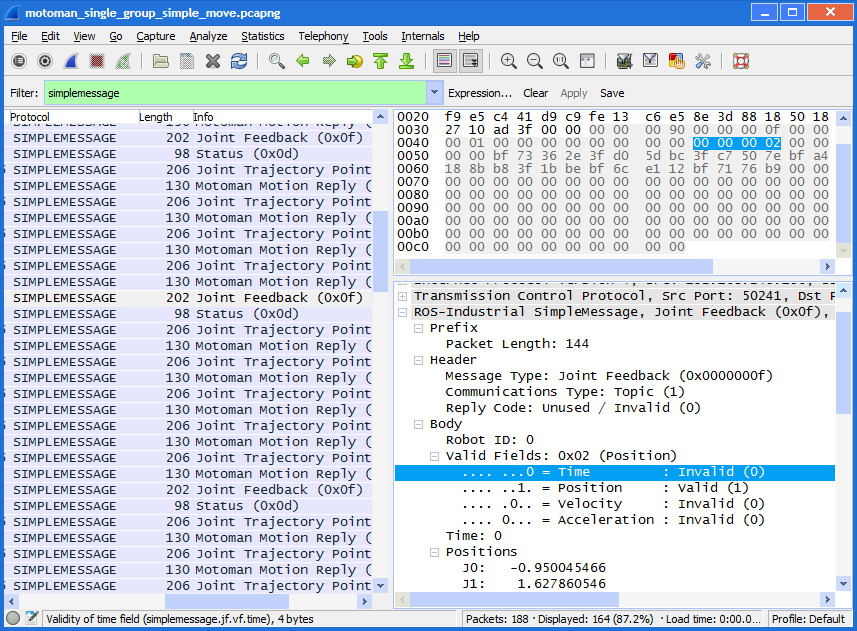 motoman_single_group_simple_move.pcapng
File Edit View Go Capture Analyze Statistics Telephony Tools Internals Help
Filter: simplemessage Expression... Clear Apply Save
Protocol Length Info
SIMPLEMESSAGE 130 Motoman Motion Reply (
SIMPLEMESSAGE 202 Joint Feedback (0x0f)
SIMPLEMESSAGE 98 Status (0x0d)
SIMPLEMESSAGE 206 Joint Trajectory Point
SIMPLEMESSAGE 130 Motoman Motion Reply (
SIMPLEMESSAGE 206 Joint Trajectory Point
SIMPLEMESSAGE 130 Motoman Motion Reply (
SIMPLEMESSAGE 206 Joint Trajectory Point
SIMPLEMESSAGE 130 Motoman Motion Reply (
SIMPLEMESSAGE 206 Joint Trajectory Point
SIMPLEMESSAGE 130 Motoman Motion Reply (
SIMPLEMESSAGE 202 Joint Feedback (0x0f)
SIMPLEMESSAGE 98 Status (0x0d)
SIMPLEMESSAGE 206 Joint Trajectory Point
SIMPLEMESSAGE 130 Motoman Motion Reply (
SIMPLEMESSAGE 206 Joint Trajectory Point
SIMPLEMESSAGE 130 Motoman Motion Reply (
SIMPLEMESSAGE 206 Joint Trajectory Point
SIMPLEMESSAGE 130 Motoman Motion Reply (
SIMPLEMESSAGE 206 Joint Trajectory Point
SIMPLEMESSAGE 130 Motoman Motion Reply (
SIMPLEMESSAGE 206 Joint Trajectory Point
SIMPLEMESSAGE 130 Motoman Motion Reply (
SIMPLEMESSAGE 202 Joint Feedback (0x0f)
SIMPLEMESSAGE 98 Status (0x0d)
SIMPLEMESSAGE 206 Joint Trajectory Point
SIMPLEMESSAGE 130 Motoman Motion Reply (
SIMPLEMESSAGE 206 Joint Trajectory Point
SIMPLEMESSAGE 130 Motoman Motion Reply (
SIMPLEMESSAGE 206 Joint Trajectory Point
0020 f9 e5 c4 41 d9 c9 fe 13 c6 e5 8e 3d 88 18 50 18
0030 27 10 ad 3f 00 00 00 00 00 90 00 00 00 0f 00 00
0040 00 01 00 00 00 00 00 00 00 00 00 00 00 02 00 00
0050 00 00 bf 73 36 2e 3f d0 5d bc 3f c7 50 7e bf a4
0060 18 8b b8 3f 1b be bf 6c e1 12 bf 71 76 b9 00 00
0070 00 00 00 00 00 00 00 00 00 00 00 00 00 00 00 00
0080 00 00 00 00 00 00 00 00 00 00 00 00 00 00 00 00
0090 00 00 00 00 00 00 00 00 00 00 00 00 00 00 00 00
00a0 00 00 00 00 00 00 00 00 00 00 00 00 00 00 00 00
00b0 00 00 00 00 00 00 00 00 00 00 00 00 00 00 00 00
00c0 00 00 00 00 00 00 00 00 00 00
Transmission Control Protocol, Src Port: 50241, Dst P
ROS-Industrial SimpleMessage, Joint Feedback (0x0f),
Prefix
Packet Length: 144
Header
Message Type: Joint Feedback (0x0000000f)
Communications Type: Topic (1)
Reply Code: Unused / Invalid (0)
Body
Robot ID: 0
Valid Fields: 0x02 (Position)
.... ...0 = Time : Invalid (0)
.... ..1. = Position : Valid (1)
.... .0.. = Velocity : Invalid (0)
.... 0... = Acceleration : Invalid (0)
Time: 0
Positions
J0: -0.950045466
J1: 1.627860546
Validity of time field (simplemessage.jf.vf.time), 4 bytes
Packets: 188 · Displayed: 164 (87.2%) · Load time: 0:00.0...
Profile: Default